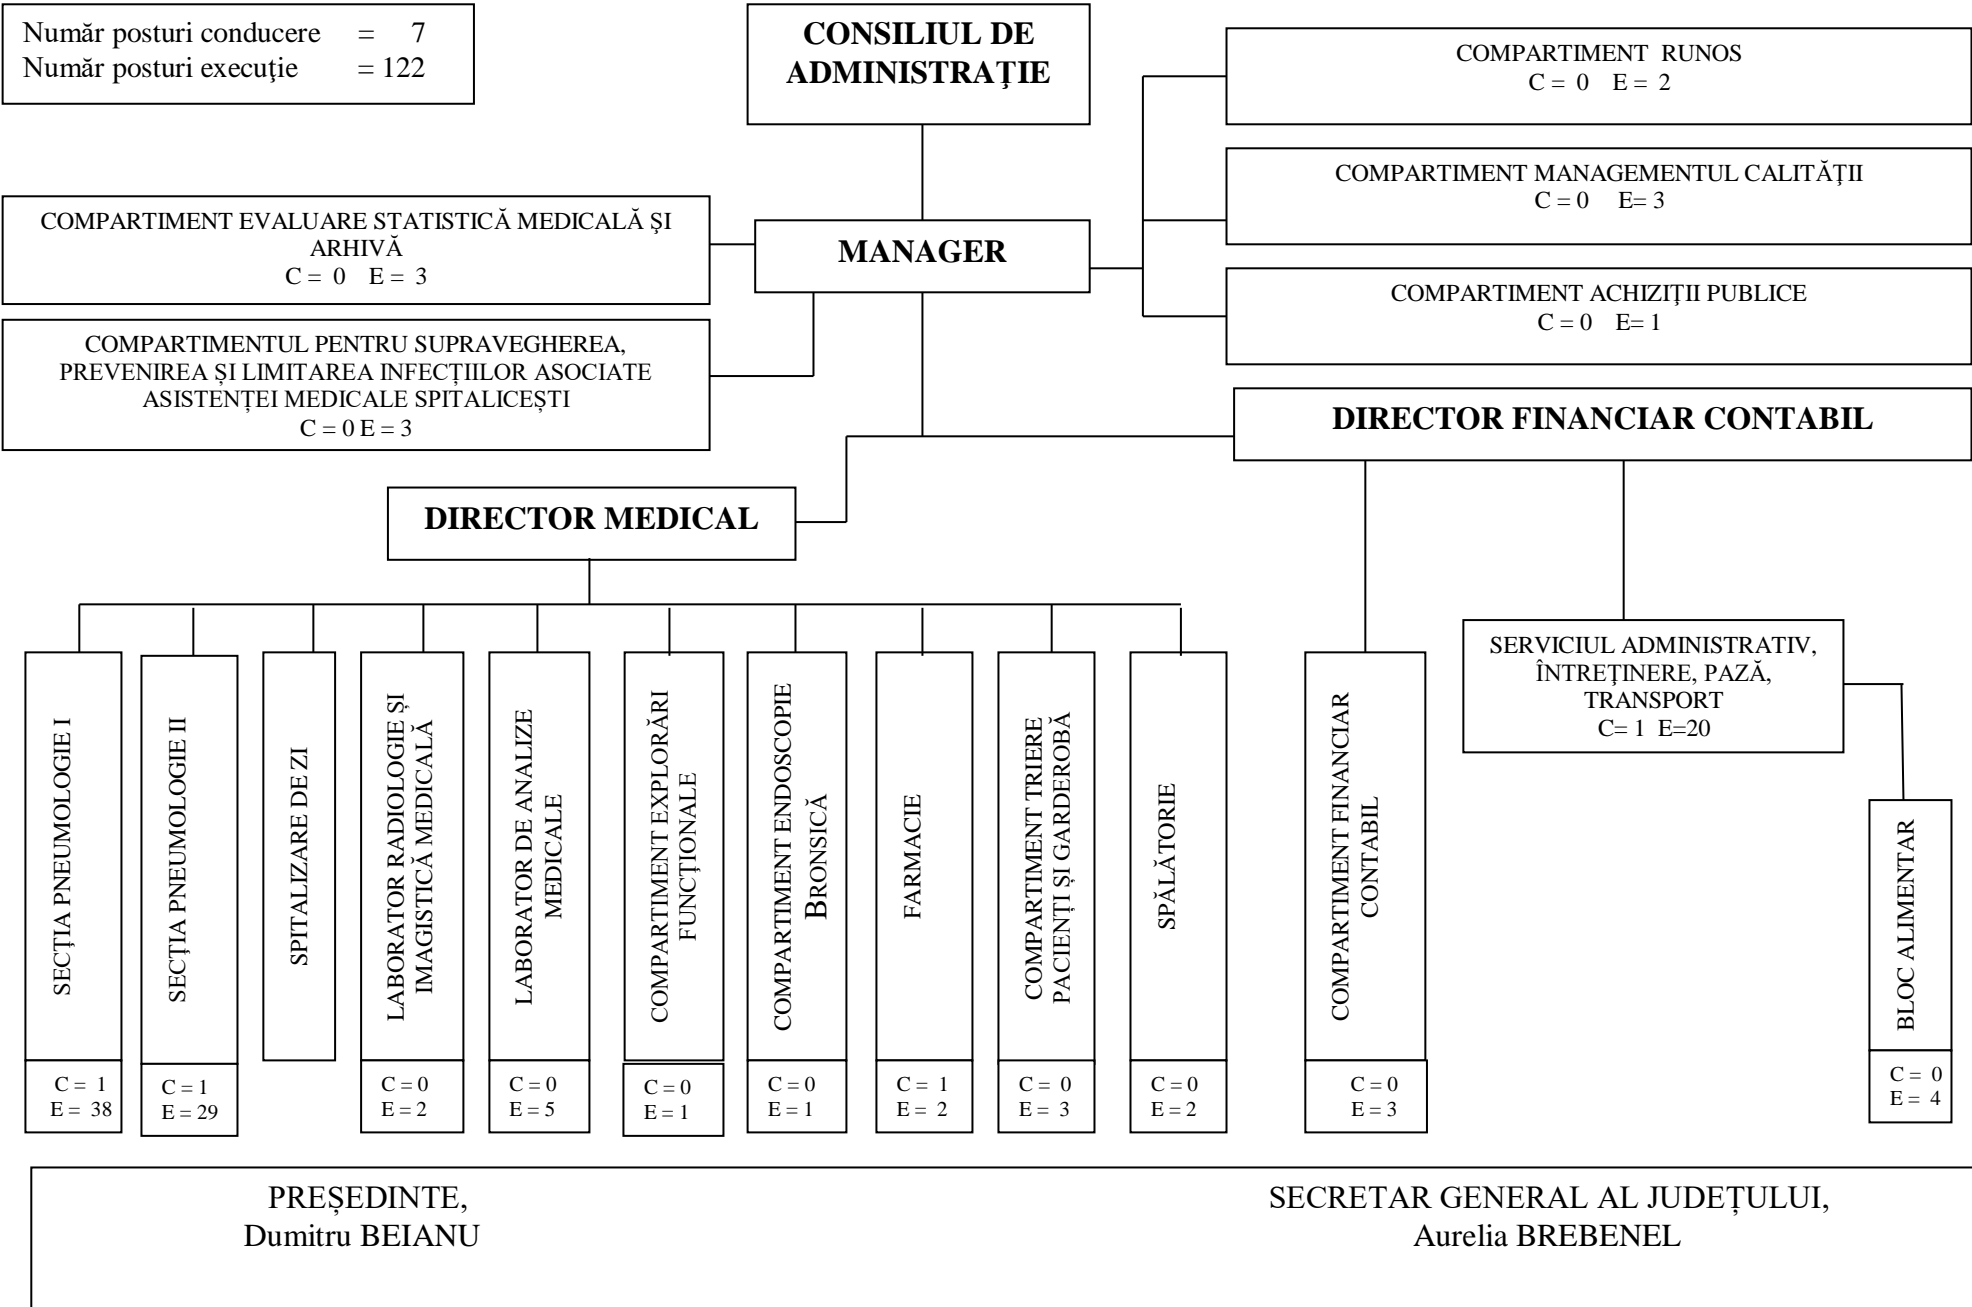 Număr posturi conducere = 7
Număr posturi execuţie = 122
CONSILIUL DE
ADMINISTRAŢIE
COMPARTIMENT RUNOS
C = 0 E = 2
COMPARTIMENT MANAGEMENTUL CALITĂŢII
C = 0 E= 3
COMPARTIMENT ACHIZIŢII PUBLICE
C = 0 E= 1
COMPARTIMENT EVALUARE STATISTICĂ MEDICALĂ ŞI
ARHIVĂ
C = 0 E = 3
MANAGER
COMPARTIMENTUL PENTRU SUPRAVEGHEREA,
PREVENIREA ȘI LIMITAREA INFECȚIILOR ASOCIATE
ASISTENȚEI MEDICALE SPITALICEȘTI
C = 0 E = 3
DIRECTOR FINANCIAR CONTABIL
DIRECTOR MEDICAL
SECŢIA PNEUMOLOGIE I
C = 1
E = 38
SECŢIA PNEUMOLOGIE II
C = 1
E = 29
SPITALIZARE DE ZI
LABORATOR RADIOLOGIE ȘI
IMAGISTICĂ MEDICALĂ
C = 0
E = 2
LABORATOR DE ANALIZE
MEDICALE
C = 0
E = 5
COMPARTIMENT EXPLORĂRI
FUNCŢIONALE
C = 0
E = 1
COMPARTIMENT ENDOSCOPIE
BRONSICĂ
C = 0
E = 1
FARMACIE
C = 1
E = 2
COMPARTIMENT TRIERE
PACIENȚI ȘI GARDEROBĂ
C = 0
E = 3
SPĂLĂTORIE
C = 0
E = 2
COMPARTIMENT FINANCIAR
CONTABIL
C = 0
E = 3
SERVICIUL ADMINISTRATIV,
ÎNTREŢINERE, PAZĂ,
TRANSPORT
C= 1 E=20
BLOC ALIMENTAR
C = 0
E = 4
PREȘEDINTE,
Dumitru BEIANU
SECRETAR GENERAL AL JUDEȚULUI,
Aurelia BREBENEL